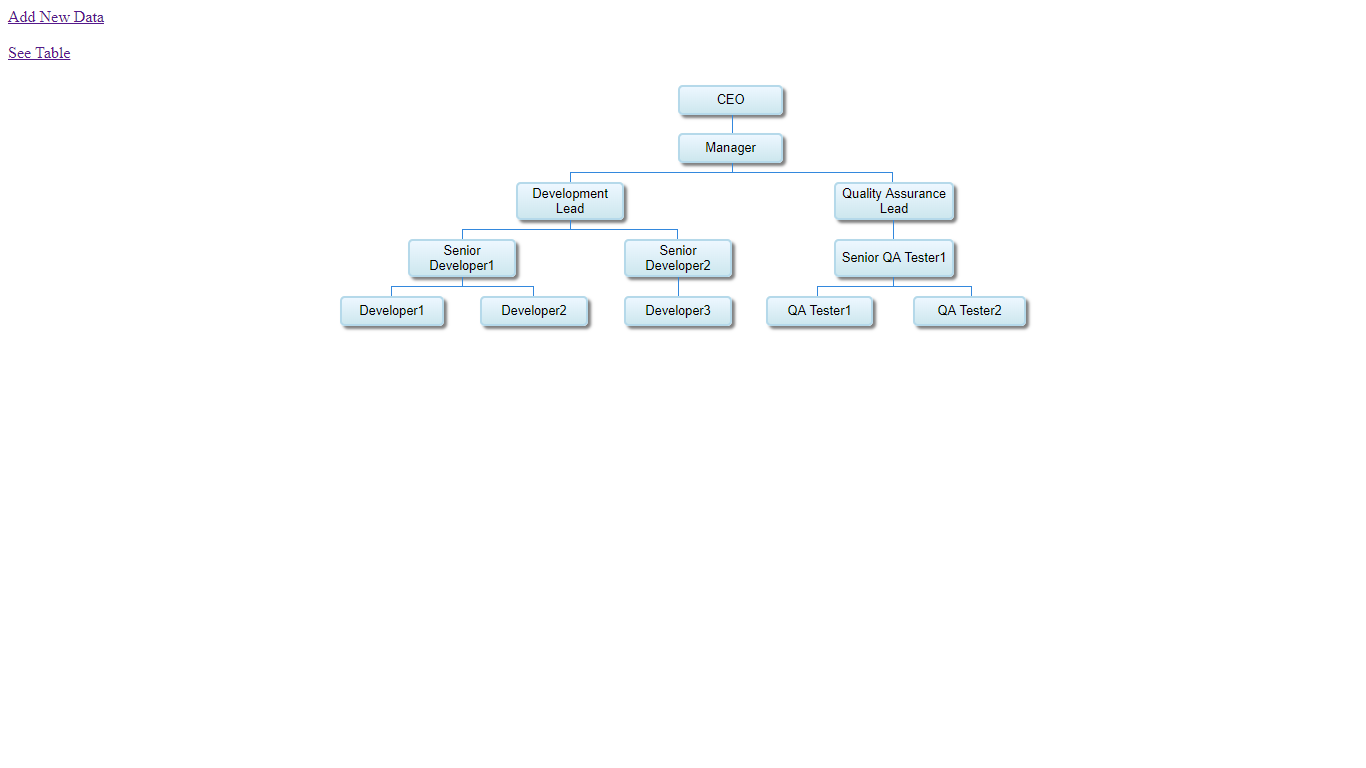 Add New Data
See Table
CEO
Manager
Development
Lead
Quality Assurance
Lead
Senior
Developer1
Senior
Developer2
Senior QA Tester1
Developer1
Developer2
Developer3
QA Tester1
QA Tester2